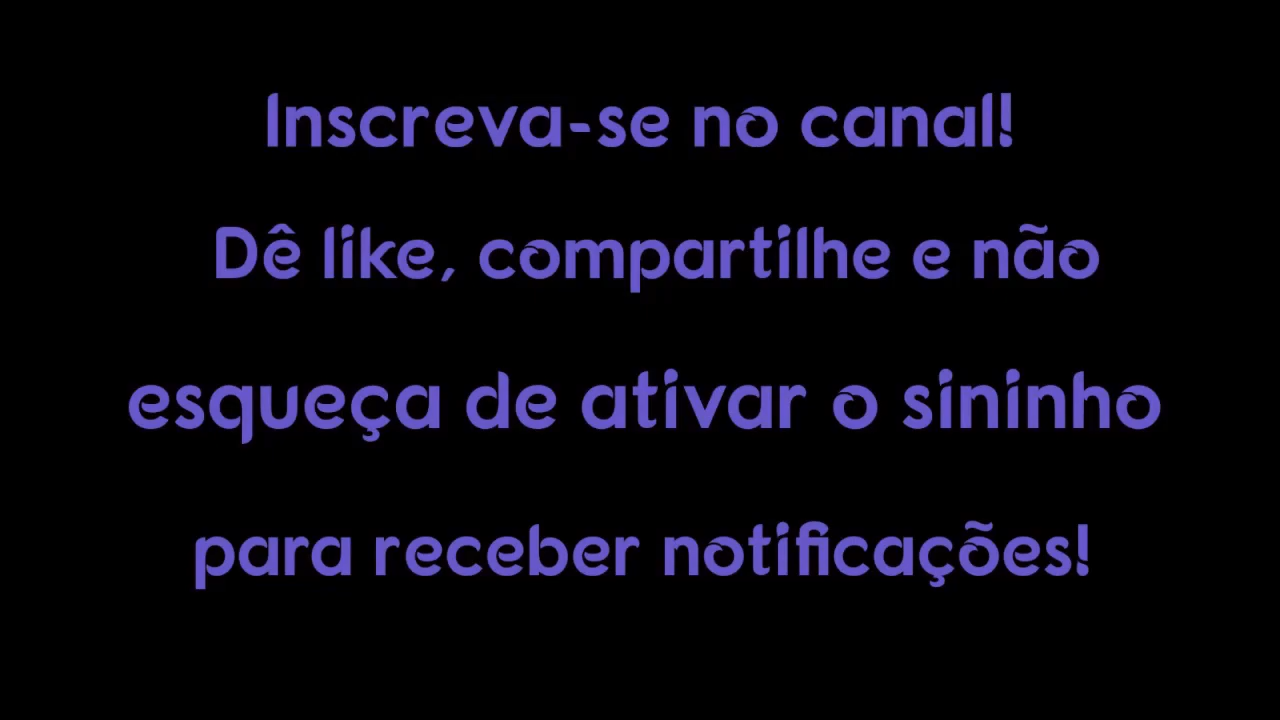 Inscreva-se no canal!
Dê like, compartilhe e não
esqueça de ativar o sininho
para receber notificações!